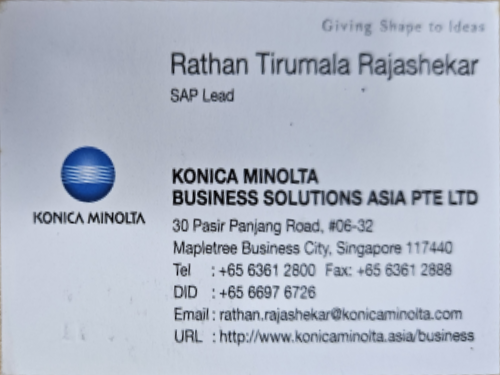 Giving Shape to Ideas
Rathan Tirumala Rajashekar
SAP Lead
KONICA MINOLTA
KONICA MINOLTA
BUSINESS SOLUTIONS ASIA PTE LTD
30 Pasir Panjang Road, #06-32
Mapletree Business City, Singapore 117440
Tel : +65 6361 2800 Fax: +65 6361 2888
DID : +65 6697 6726
Email : rathan.rajashekar@konicaminolta.com
URL : http://www.konicaminolta.asia/business